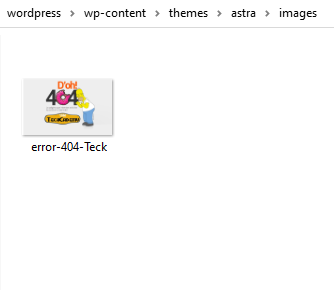 wordpress > wp-content > themes > astra > images
D'oh!
404
error-404-Teck